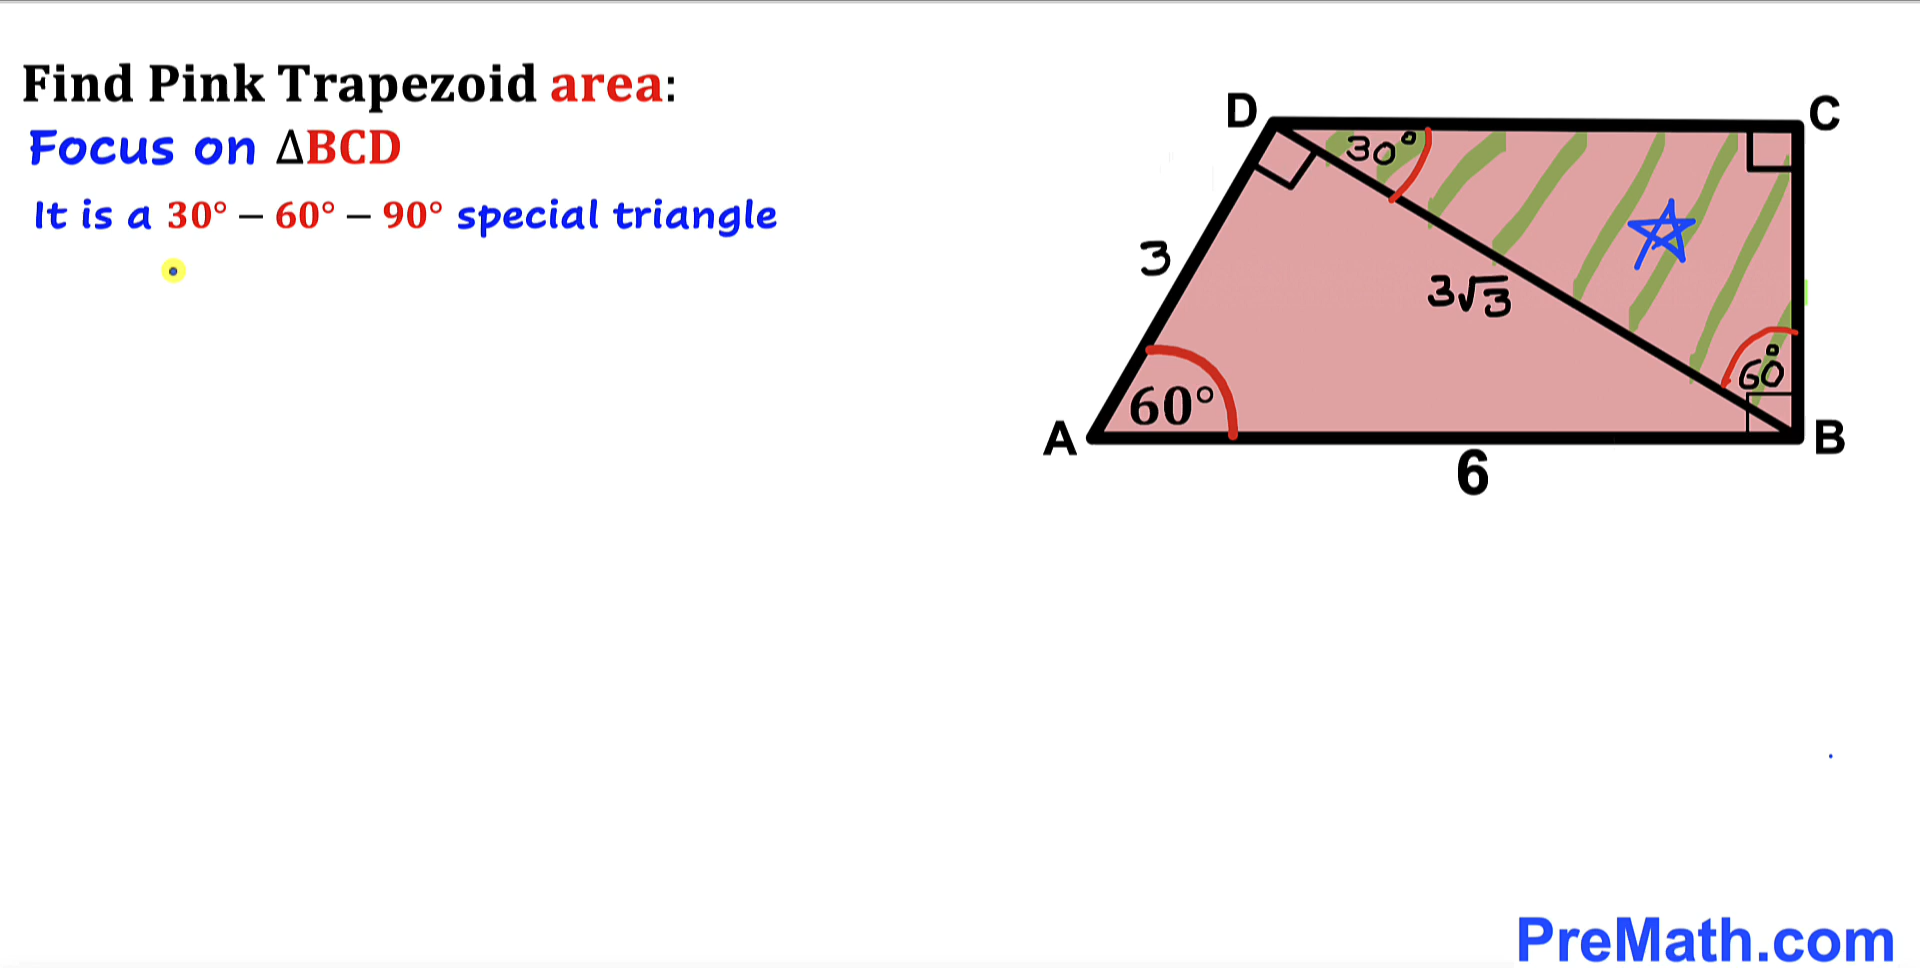 Find Pink Trapezoid area:
Focus on ΔBCD
It is a 30° – 60° – 90° special triangle
D
C
30°
3
3√3
60°
60°
A
B
6
PreMath.com